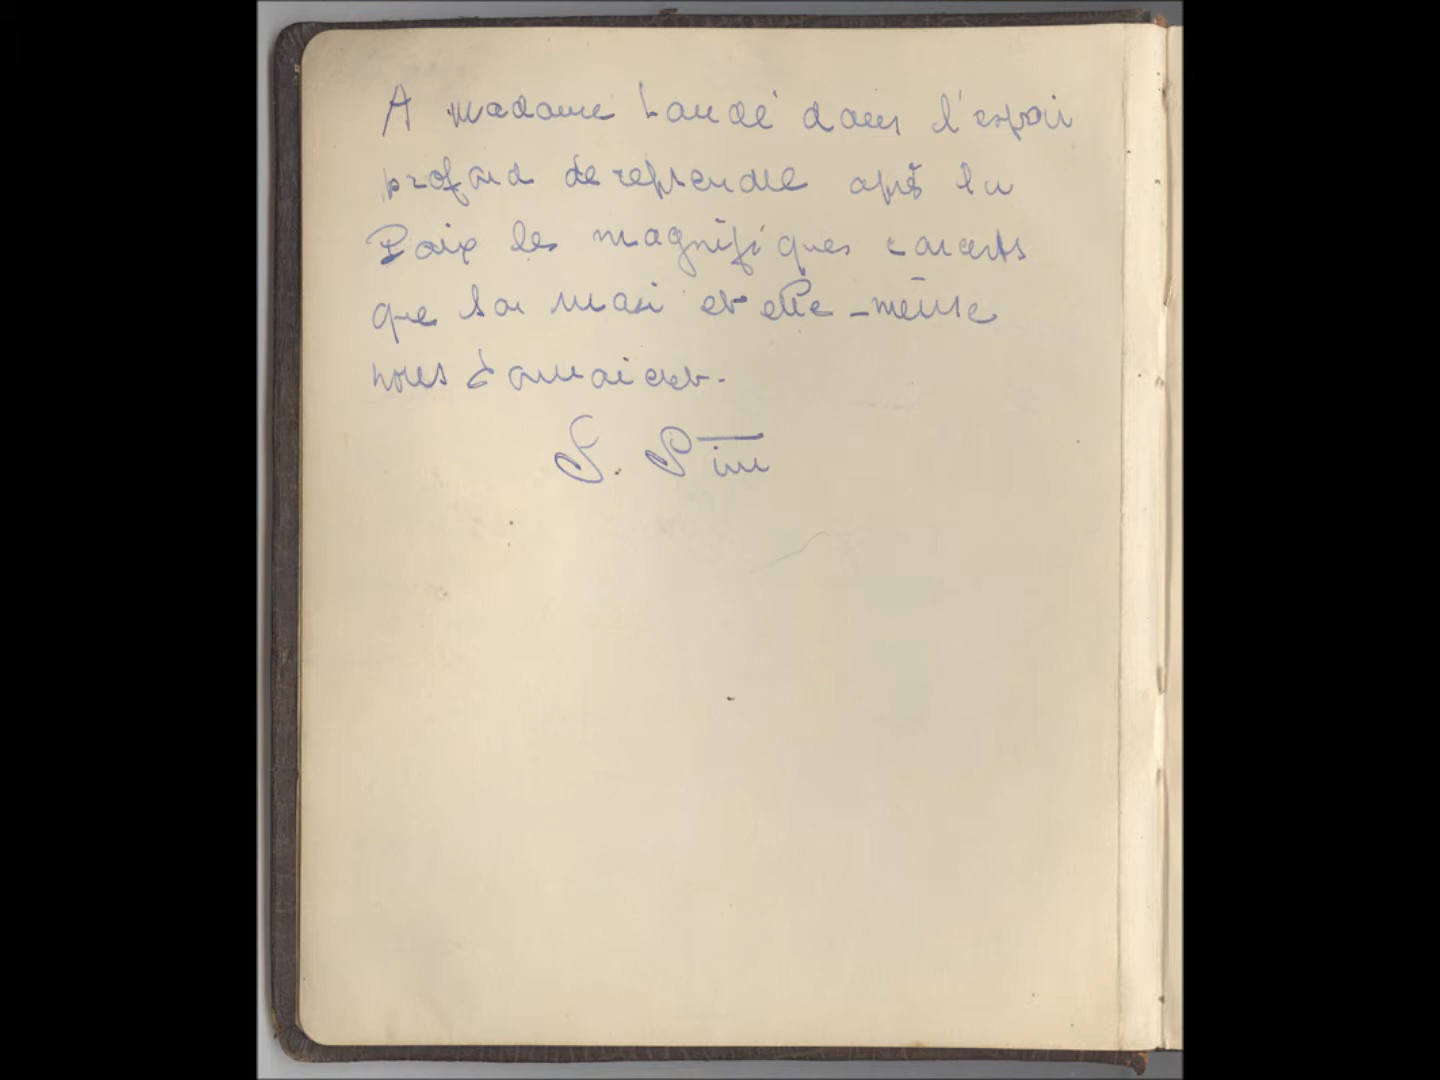 A madame Landé dans l'espoir
profond de reprendre après la
Paix les magnifiques concerts
que son mari et elle-même
nous donnaient.
S.